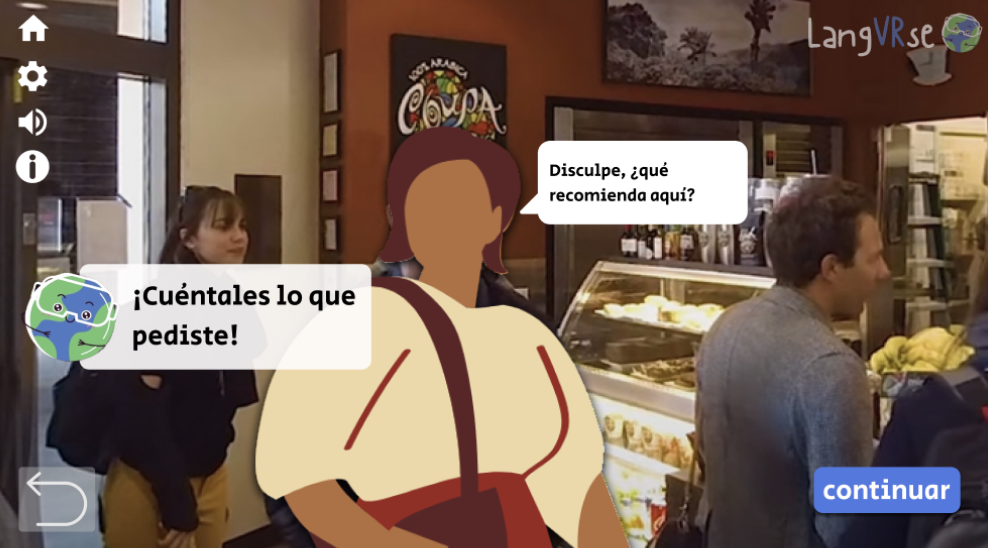 LangVRse
100% ARABICA
COUPA
Disculpe, ¿qué
recomienda aquí?
¡Cuéntales lo que
pediste!
continuar